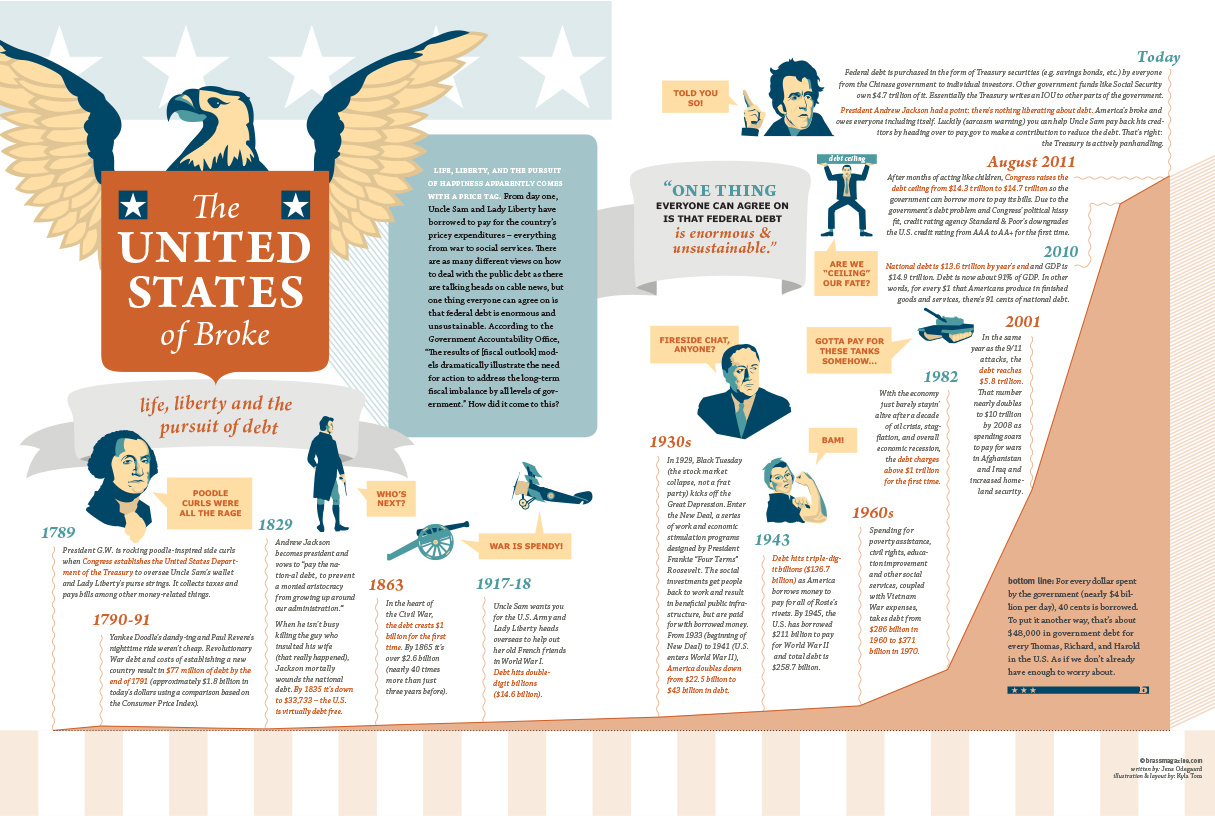 The
UNITED
STATES
of Broke
life, liberty and the
pursuit of debt
LIFE, LIBERTY, AND THE PURSUIT
OF HAPPINESS APPARENTLY COMES
WITH A PRICE TAG. From day one,
Uncle Sam and Lady Liberty have
borrowed to pay for the country's
pricey expenditures – everything
from war to social services. There
are as many different views on how
to deal with the public debt as there
are talking heads on cable news, but
one thing everyone can agree on is
that federal debt is enormous and
unsustainable. According to the
Government Accountability Office,
"The results of [fiscal outlook] mod-
els dramatically illustrate the need
for action to address the long-term
fiscal imbalance by all levels of gov-
ernment." How did it come to this?
POODLE
CURLS WERE
ALL THE RAGE
1789
President G.W. is rocking poodle-inspired side curls
when Congress establishes the United States Depart-
ment of the Treasury to oversee Uncle Sam's wallet
and Lady Liberty's purse strings. It collects taxes and
pays bills among other money-related things.
1790-91
Yankee Doodle's dandy-ing and Paul Revere's
nighttime ride weren't cheap. Revolutionary
War debt and costs of establishing a new
country result in $77 million of debt by the
end of 1791 (approximately $1.8 billion in
today's dollars using a comparison based on
the Consumer Price Index).
WHO'S
NEXT?
1829
Andrew Jackson
becomes president and
vows to "pay the na-
tion-al debt, to prevent
a monied aristocracy
from growing up around
our administration."
When he isn't busy
killing the guy who
insulted his wife
(that really happened),
Jackson mortally
wounds the national
debt. By 1835 it's down
to $33,733 – the U.S.
is virtually debt free.
1863
In the heart of
the Civil War,
the debt crests $1
billion for the first
time. By 1865 it's
over $2.6 billion
(nearly 40 times
more than just
three years before).
WAR IS SPENDY!
1917-18
Uncle Sam wants you
for the U.S. Army and
Lady Liberty heads
overseas to help out
her old French friends
in World War I.
Debt hits double-
digit billions
($14.6 billion).
"ONE THING
EVERYONE CAN AGREE ON
IS THAT FEDERAL DEBT
is enormous &
unsustainable."
FIRESIDE CHAT,
ANYONE?
1930s
In 1929, Black Tuesday
(the stock market
collapse, not a frat
party) kicks off the
Great Depression. Enter
the New Deal, a series
of work and economic
stimulation programs
designed by President
Frankie "Four Terms"
Roosevelt. The social
investments get people
back to work and result
in beneficial public infra-
structure, but are paid
for with borrowed money.
From 1933 (beginning of
New Deal) to 1941 (U.S.
enters World War II),
America doubles down
from $22.5 billion to
$43 billion in debt.
BAM!
1943
Debt hits triple-dig-
it billions ($136.7
billion) as America
borrows money to
pay for all of Rosie's
rivets. By 1945, the
U.S. has borrowed
$211 billion to pay
for World War II
and total debt is
$258.7 billion.
1960s
Spending for
poverty assistance,
civil rights, educa-
tion improvement
and other social
services, coupled
with Vietnam
War expenses,
takes debt from
$286 billion in
1960 to $371
billion in 1970.
1982
With the economy
just barely stayin'
alive after a decade
of oil crisis, stag-
flation, and overall
economic recession,
the debt charges
above $1 trillion
for the first time.
GOTTA PAY FOR
THESE TANKS
SOMEHOW...
2001
In the same
year as the 9/11
attacks, the
debt reaches
$5.8 trillion.
That number
nearly doubles
to $10 trillion
by 2008 as
spending soars
to pay for wars
in Afghanistan
and Iraq and
increased home-
land security.
2010
National debt is $13.6 trillion by year's end and GDP is
$14.9 trillion. Debt is now about 91% of GDP. In other
words, for every $1 that Americans produce in finished
goods and services, there's 91 cents of national debt.
debt ceiling
ARE WE
"CEILING"
OUR FATE?
August 2011
After months of acting like children, Congress raises the
debt ceiling from $14.3 trillion to $14.7 trillion so the
government can borrow more to pay its bills. Due to the
government's debt problem and Congress' political hissy
fit, credit rating agency Standard & Poor's downgrades
the U.S. credit rating from AAA to AA+ for the first time.
TOLD YOU
SO!
Today
Federal debt is purchased in the form of Treasury securities (e.g. savings bonds, etc.) by everyone
from the Chinese government to individual investors. Other government funds like Social Security
own $4.7 trillion of it. Essentially the Treasury writes an IOU to other parts of the government.
President Andrew Jackson had a point: there's nothing liberating about debt. America's broke and
owes everyone including itself. Luckily (sarcasm warning) you can help Uncle Sam pay back his cred-
itors by heading over to pay.gov to make a contribution to reduce the debt. That's right:
the Treasury is actively panhandling.
bottom line: For every dollar spent
by the government (nearly $4 bil-
lion per day), 40 cents is borrowed.
To put it another way, that's about
$48,000 in government debt for
every Thomas, Richard, and Harold
in the U.S. As if we don't already
have enough to worry about.
b
©brassmagazine.com
written by: Jens Odegaard
illustration & layout by: Kyla Tom